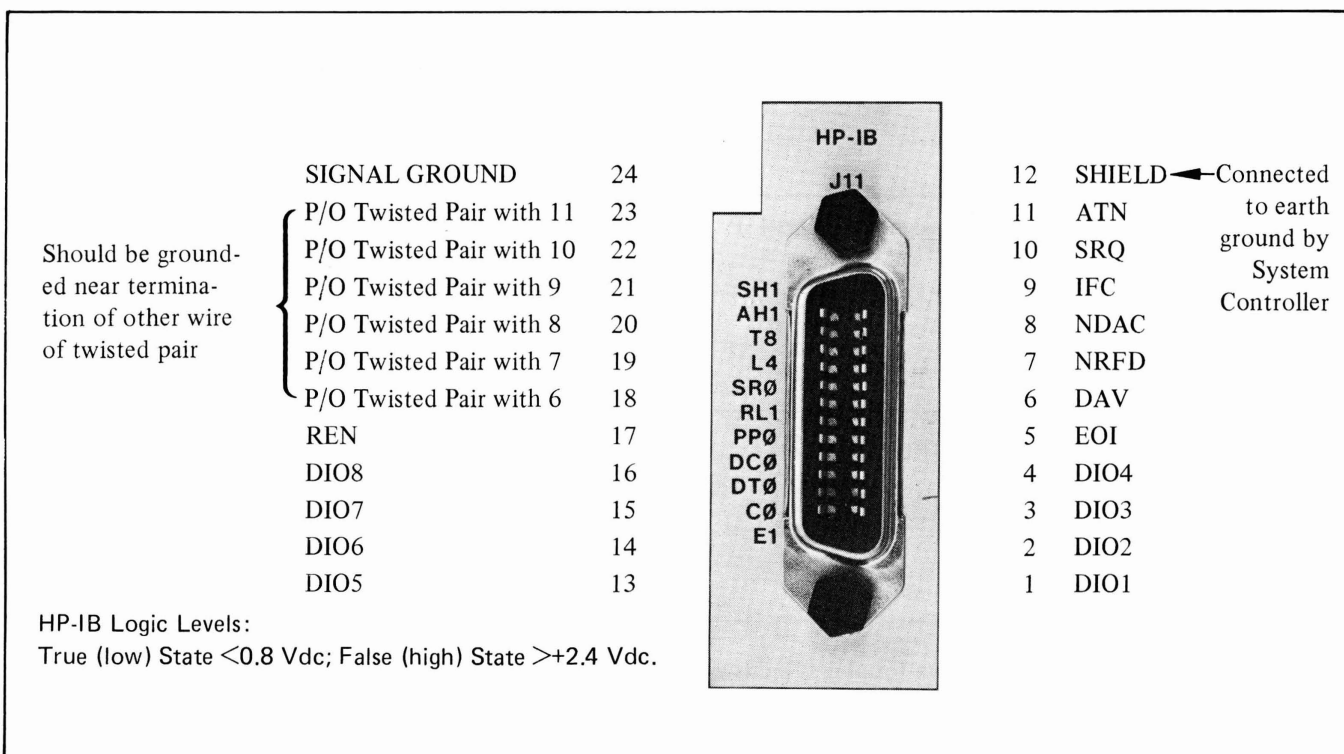 SIGNAL GROUND 24
P/O Twisted Pair with 11 23
P/O Twisted Pair with 10 22
P/O Twisted Pair with 9 21
P/O Twisted Pair with 8 20
P/O Twisted Pair with 7 19
P/O Twisted Pair with 6 18
REN 17
DIO8 16
DIO7 15
DIO6 14
DIO5 13
Should be ground-
ed near termina-
tion of other wire
of twisted pair
HP-IB
J11
SH1
AH1
T8
L4
SRØ
RL1
PPØ
DCØ
DTØ
CØ
E1
12 SHIELD
11 ATN
10 SRQ
9 IFC
8 NDAC
7 NRFD
6 DAV
5 EOI
4 DIO4
3 DIO3
2 DIO2
1 DIO1
Connected
to earth
ground by
System
Controller
HP-IB Logic Levels:
True (low) State <0.8 Vdc; False (high) State >+2.4 Vdc.